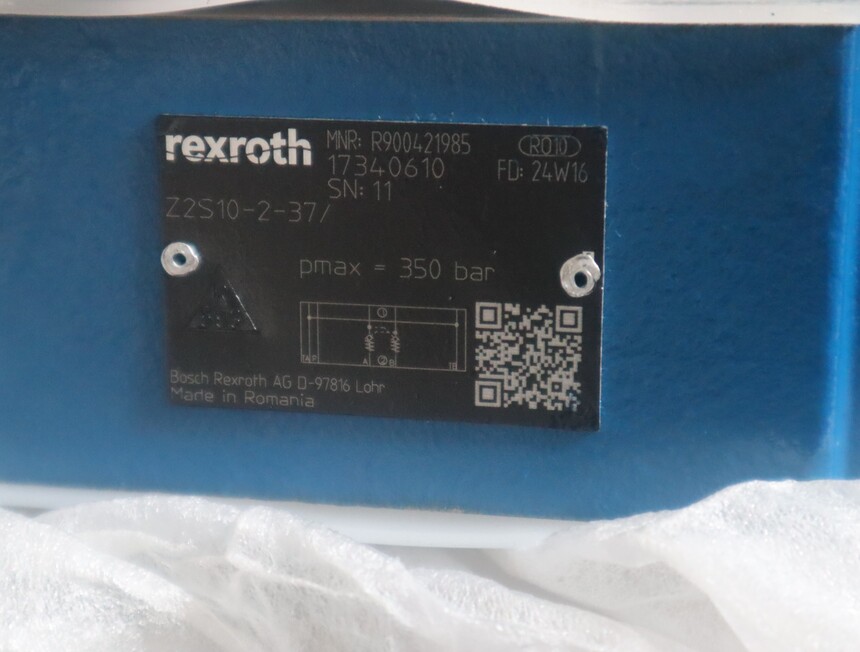 rexroth
MNR: R900421985
RO10
17340610
FD: 24W16
SN: 11
Z2S10-2-37/
pmax = 350 bar
A B
Bosch Rexroth AG D-97816 Lohr
Made in Romania